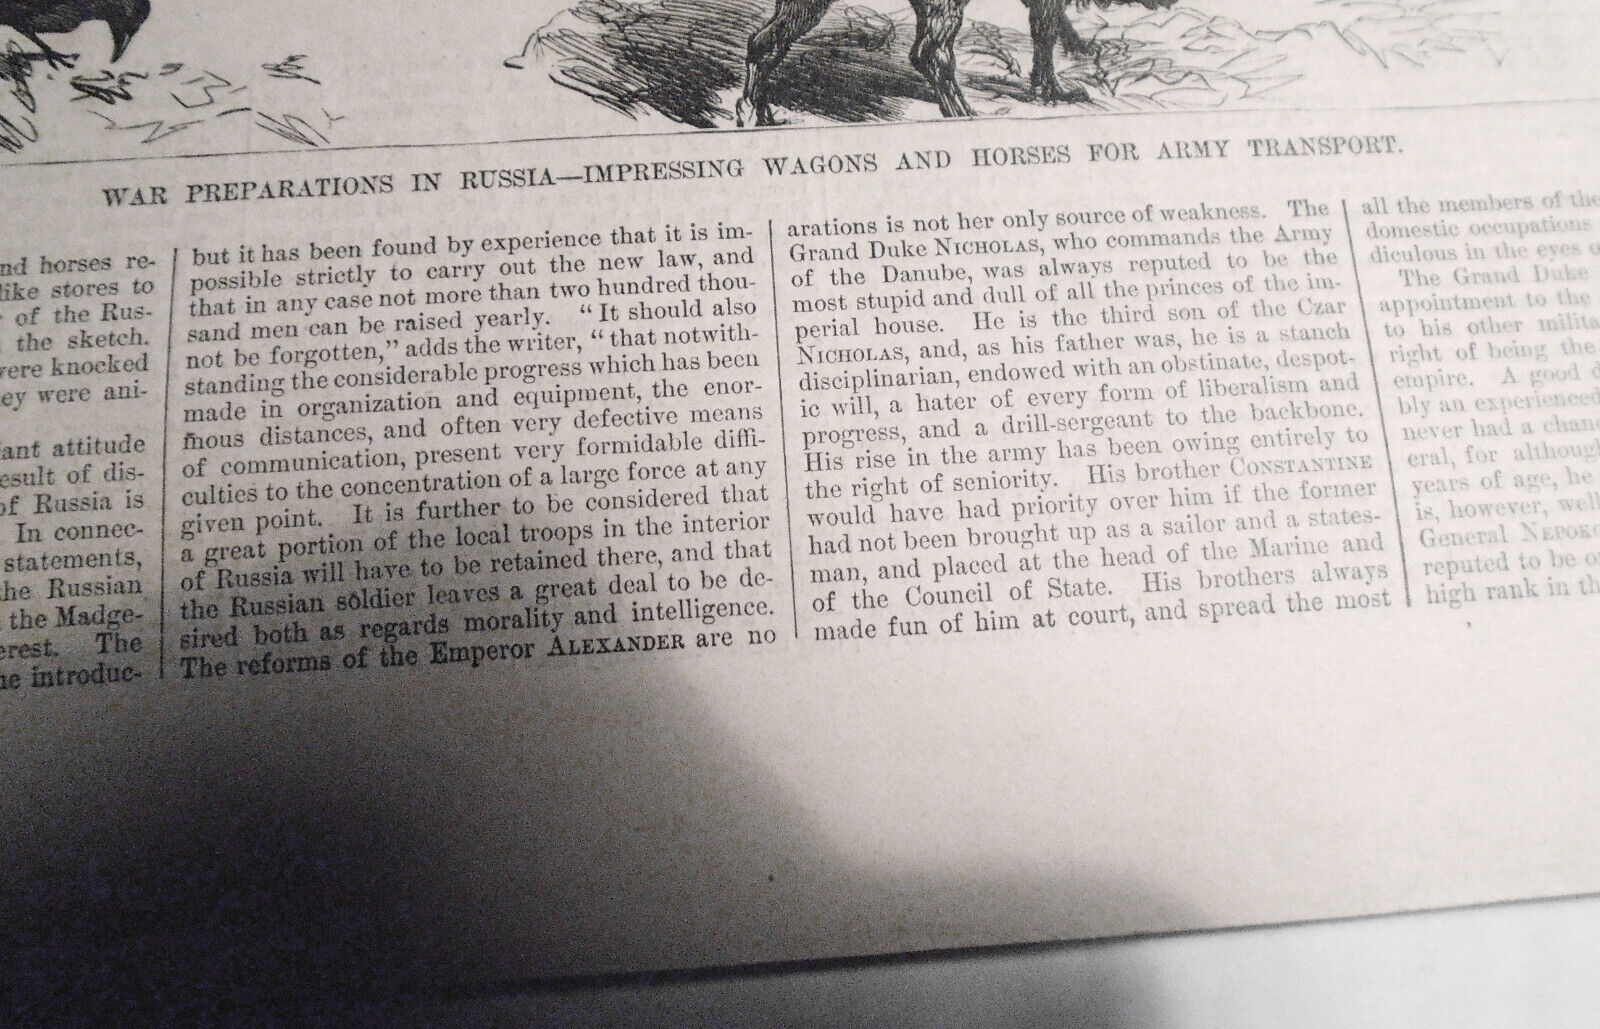 WAR PREPARATIONS IN RUSSIA—IMPRESSING WAGONS AND HORSES FOR ARMY TRANSPORT.
nd horses re-
like stores to
of the Rus-
the sketch.
were knocked
ey were ani-
ant attitude
esult of dis-
of Russia is
In connec-
statements,
he Russian
the Madge-
erest. The
he introduc-
but it has been found by experience that it is im-
possible strictly to carry out the new law, and
that in any case not more than two hundred thou-
sand men can be raised yearly. "It should also
not be forgotten," adds the writer, "that notwith-
standing the considerable progress which has been
made in organization and equipment, the enor-
mous distances, and often very defective means
of communication, present very formidable diffi-
culties to the concentration of a large force at any
given point. It is further to be considered that
a great portion of the local troops in the interior
of Russia will have to be retained there, and that
the Russian soldier leaves a great deal to be de-
sired both as regards morality and intelligence.
The reforms of the Emperor ALEXANDER are no
arations is not her only source of weakness. The
Grand Duke NICHOLAS, who commands the Army
of the Danube, was always reputed to be the
most stupid and dull of all the princes of the im-
perial house. He is the third son of the Czar
NICHOLAS, and, as his father was, he is a stanch
disciplinarian, endowed with an obstinate, despot-
ic will, a hater of every form of liberalism and
progress, and a drill-sergeant to the backbone.
His rise in the army has been owing entirely to
the right of seniority. His brother CONSTANTINE
would have had priority over him if the former
had not been brought up as a sailor and a states-
man, and placed at the head of the Marine and
of the Council of State. His brothers always
made fun of him at court, and spread the most
all the members of the
domestic occupations
diculous in the eyes o
The Grand Duke
appointment to the
to his other milita
right of being the
empire. A good d
bly an experienced
never had a chan
eral, for although
years of age, he
is, however, well
General NEPOKO
reputed to be o
high rank in th